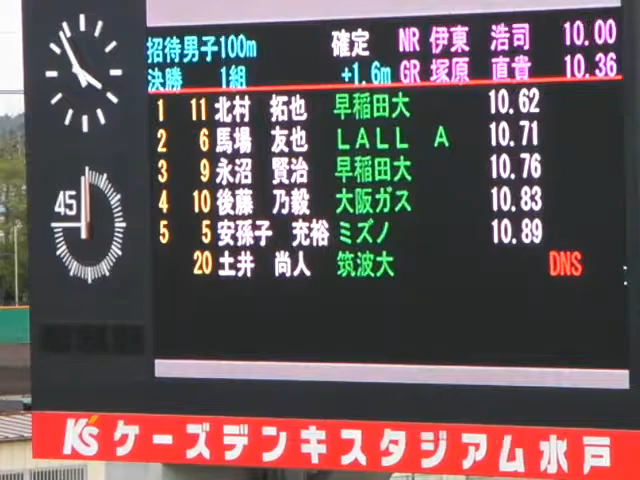 招待男子100m 確定 NR 伊東 浩司 10.00
決勝 1組 +1.6m GR 塚原 直貴 10.36
1 11 北村 拓也 早稲田大 10.62
2 6 馬場 友也 LALL A 10.71
3 9 永沼 賢治 早稲田大 10.76
4 10 後藤 乃毅 大阪ガス 10.83
5 5 安孫子 充裕 ミズノ 10.89
20 土井 尚人 筑波大 DNS
45
K's ケーズデンキスタジアム水戸